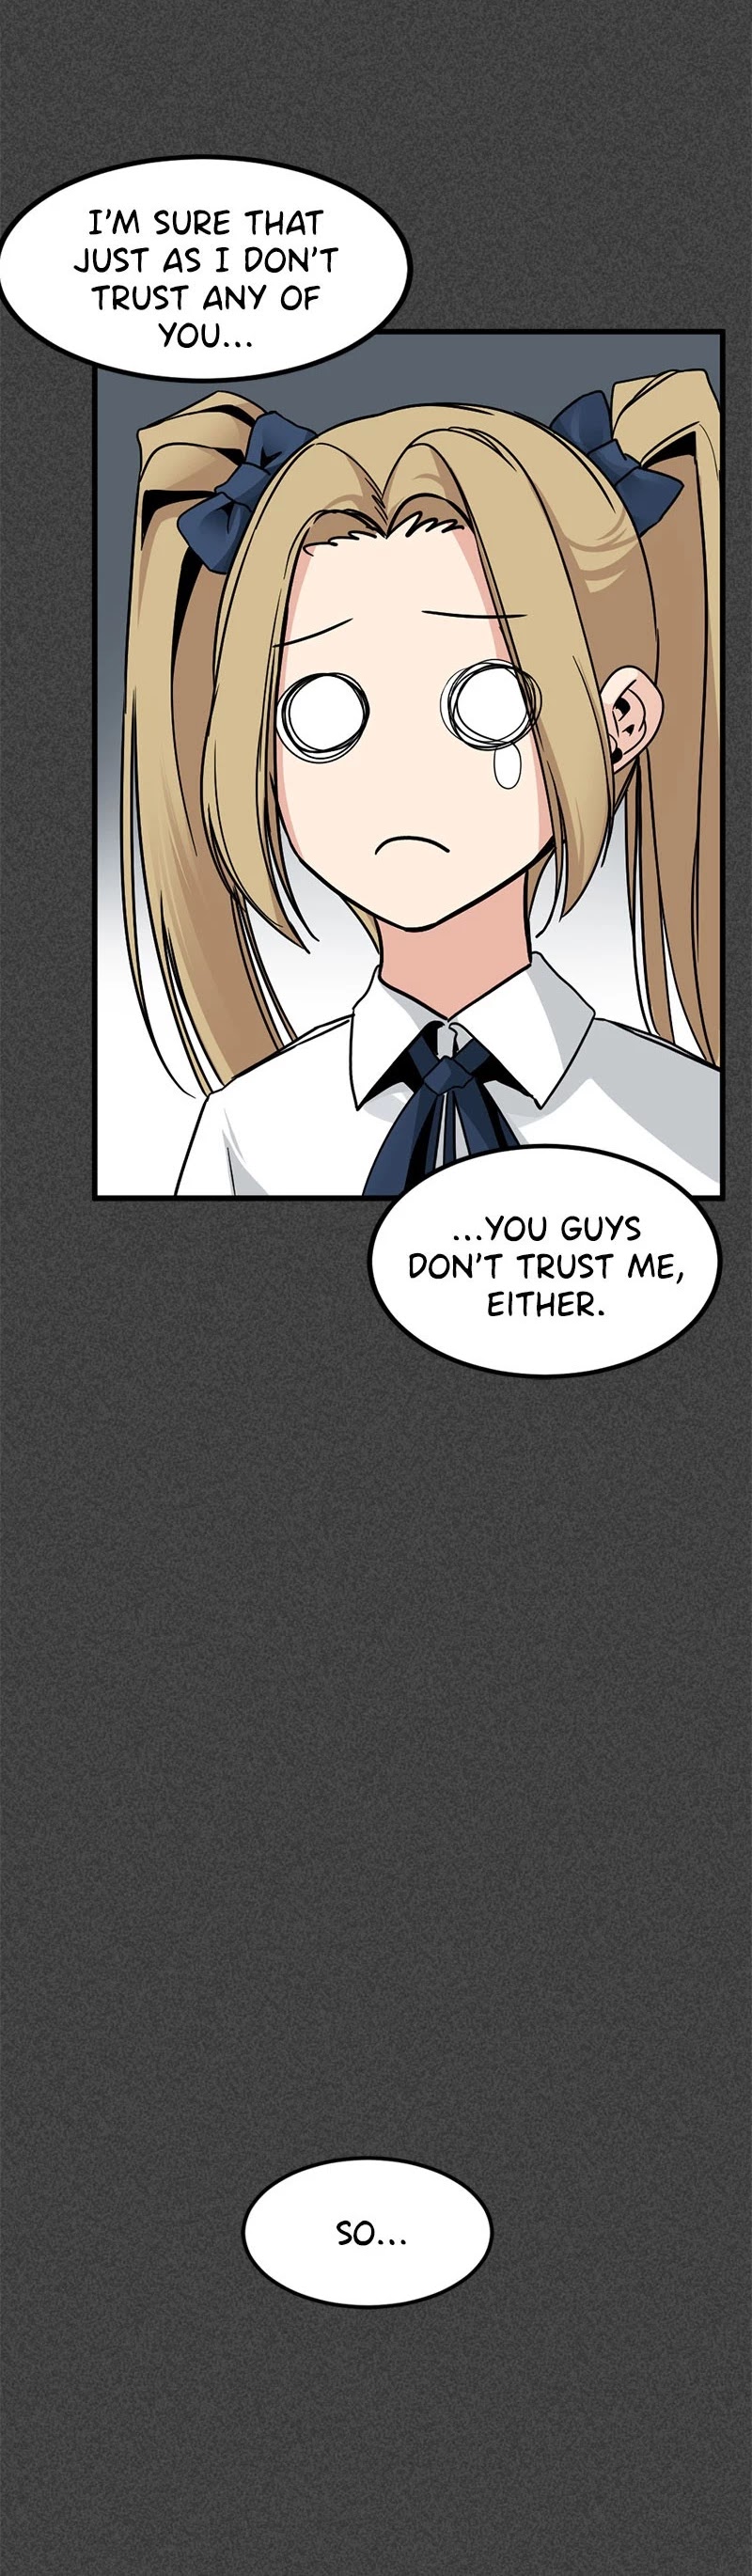 I'M SURE THAT
JUST AS I DON'T
TRUST ANY OF
YOU...
...YOU GUYS
DON'T TRUST ME,
EITHER.
SO...